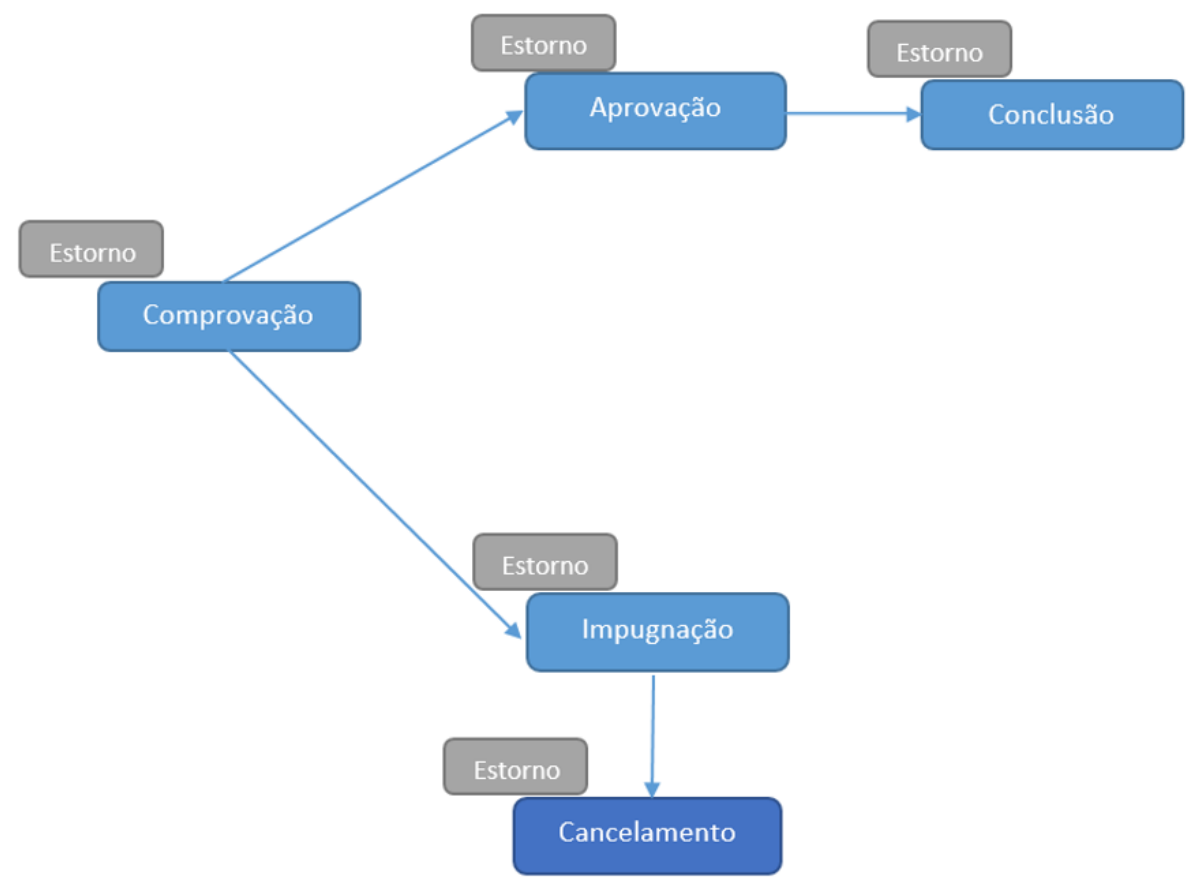 Estorno
Aprovação
Estorno
Conclusão
Estorno
Comprovação
Estorno
Impugnação
Estorno
Cancelamento